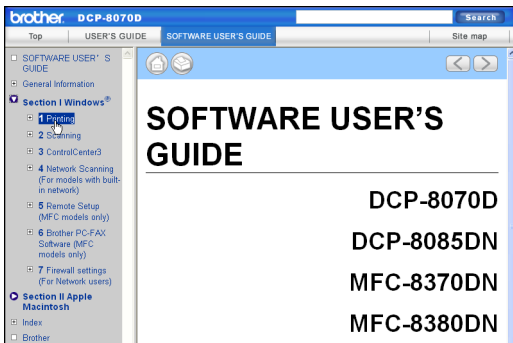 brother DCP-8070D
Search
Top USER'S GUIDE SOFTWARE USER'S GUIDE Site map
SOFTWARE USER' S
GUIDE
General Information
Section I Windows®
1 Printing
2 Scanning
3 ControlCenter3
4 Network Scanning
(For models with built-
in network)
5 Remote Setup
(MFC models only)
6 Brother PC-FAX
Software (MFC
models only)
7 Firewall settings
(For Network users)
Section II Apple
Macintosh
Index
Brother
SOFTWARE USER'S
GUIDE
DCP-8070D
DCP-8085DN
MFC-8370DN
MFC-8380DN